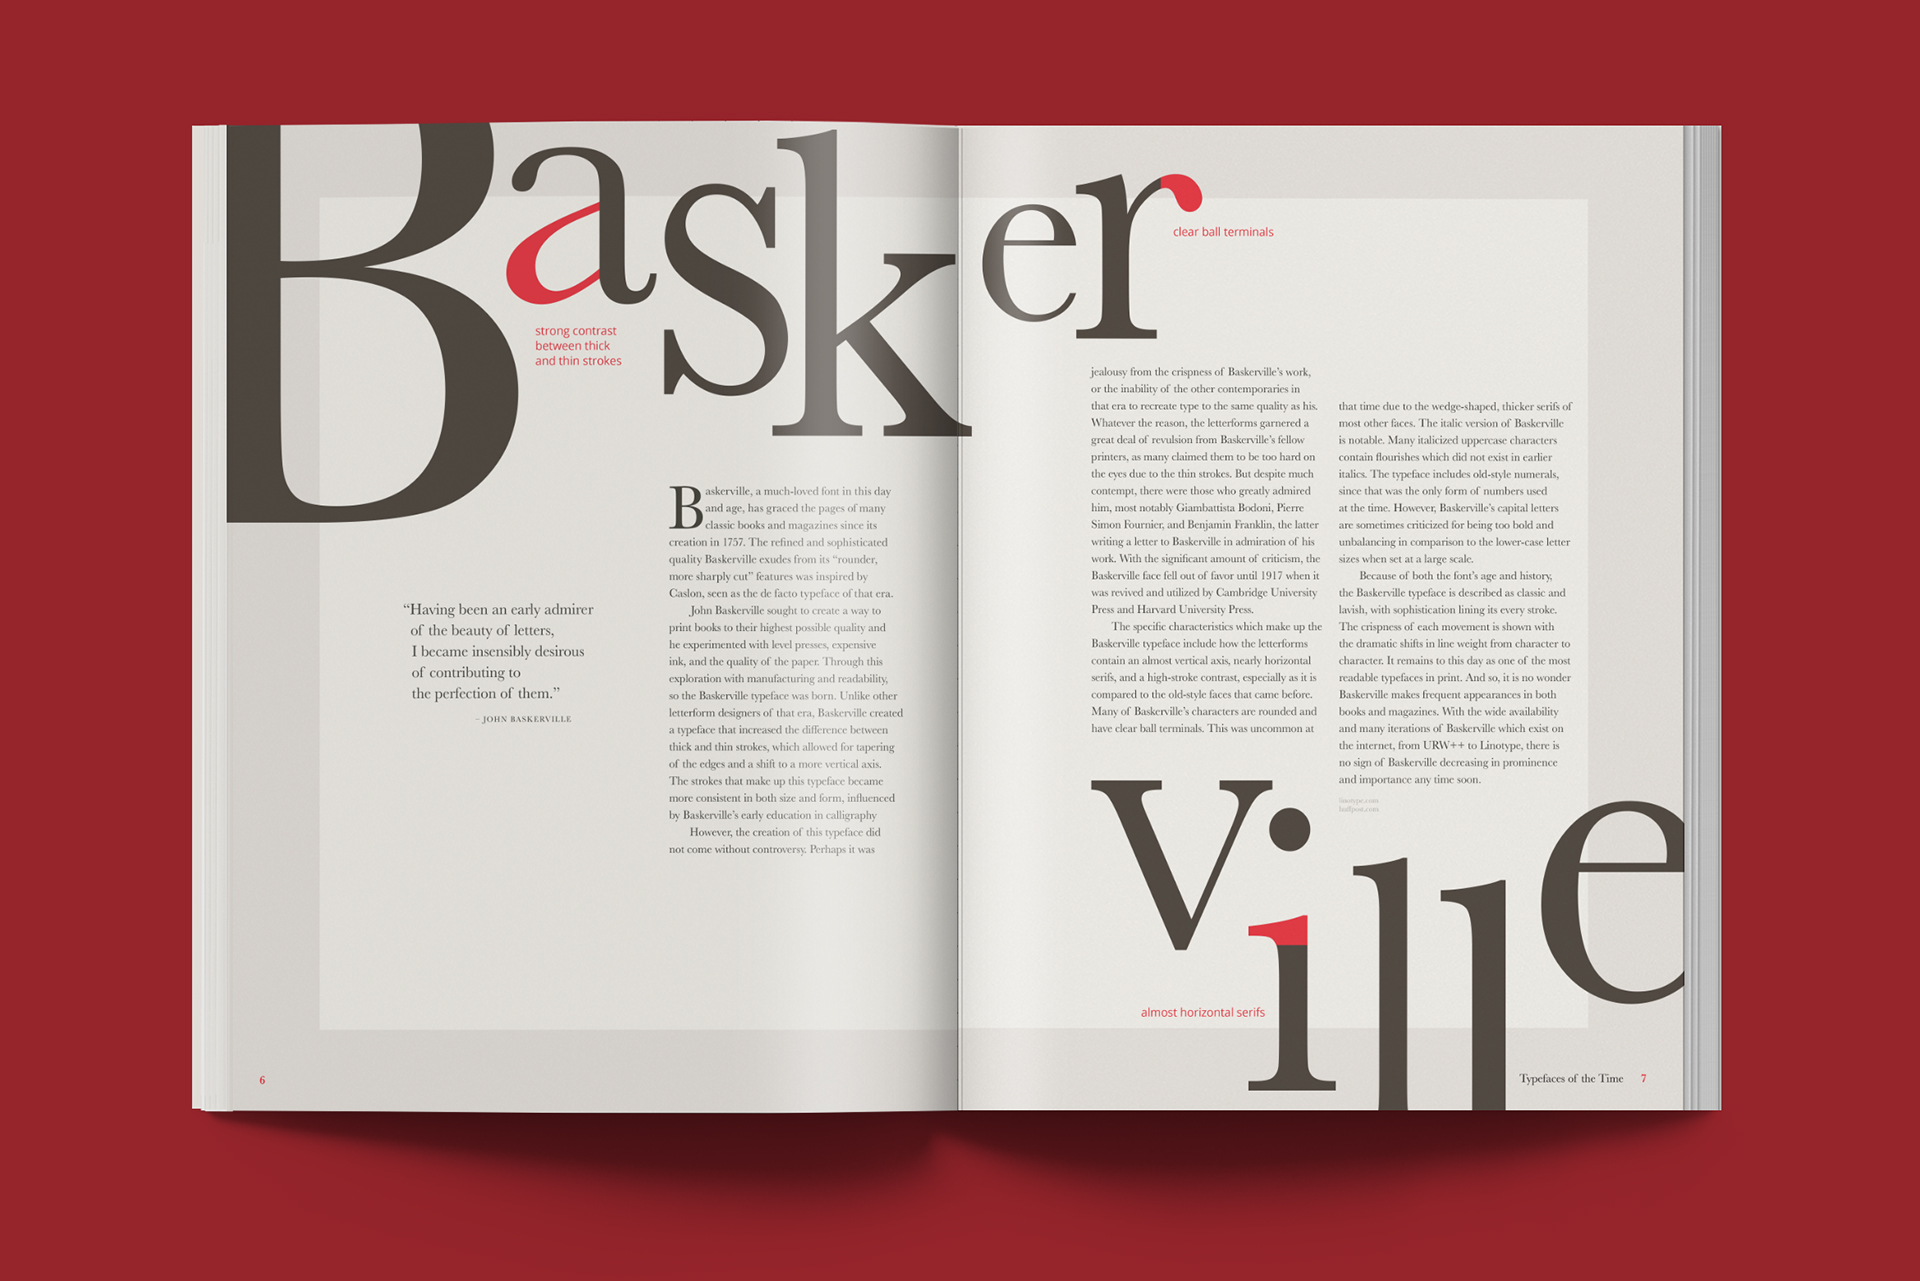 Basker
strong contrast
between thick
and thin strokes
clear ball terminals
“Having been an early admirer
of the beauty of letters,
I became insensibly desirous
of contributing to
the perfection of them.”
– JOHN BASKERVILLE
Baskerville, a much-loved font in this day
and age, has graced the pages of many
classic books and magazines since its
creation in 1757. The refined and sophisticated
quality Baskerville exudes from its “rounder,
more sharply cut” features was inspired by
Caslon, seen as the de facto typeface of that era.
John Baskerville sought to create a way to
print books to their highest possible quality and
he experimented with level presses, expensive
ink, and the quality of the paper. Through this
exploration with manufacturing and readability,
so the Baskerville typeface was born. Unlike other
letterform designers of that era, Baskerville created
a typeface that increased the difference between
thick and thin strokes, which allowed for tapering
of the edges and a shift to a more vertical axis.
The strokes that make up this typeface became
more consistent in both size and form, influenced
by Baskerville’s early education in calligraphy
However, the creation of this typeface did
not come without controversy. Perhaps it was
6
jealousy from the crispness of Baskerville’s work,
or the inability of the other contemporaries in
that era to recreate type to the same quality as his.
Whatever the reason, the letterforms garnered a
great deal of revulsion from Baskerville’s fellow
printers, as many claimed them to be too hard on
the eyes due to the thin strokes. But despite much
contempt, there were those who greatly admired
him, most notably Giambattista Bodoni, Pierre
Simon Fournier, and Benjamin Franklin, the latter
writing a letter to Baskerville in admiration of his
work. With the significant amount of criticism, the
Baskerville face fell out of favor until 1917 when it
was revived and utilized by Cambridge University
Press and Harvard University Press.
The specific characteristics which make up the
Baskerville typeface include how the letterforms
contain an almost vertical axis, nearly horizontal
serifs, and a high-stroke contrast, especially as it is
compared to the old-style faces that came before.
Many of Baskerville’s characters are rounded and
have clear ball terminals. This was uncommon at
that time due to the wedge-shaped, thicker serifs of
most other faces. The italic version of Baskerville
is notable. Many italicized uppercase characters
contain flourishes which did not exist in earlier
italics. The typeface includes old-style numerals,
since that was the only form of numbers used
at the time. However, Baskerville’s capital letters
are sometimes criticized for being too bold and
unbalancing in comparison to the lower-case letter
sizes when set at a large scale.
Because of both the font’s age and history,
the Baskerville typeface is described as classic and
lavish, with sophistication lining its every stroke.
The crispness of each movement is shown with
the dramatic shifts in line weight from character to
character. It remains to this day as one of the most
readable typefaces in print. And so, it is no wonder
Baskerville makes frequent appearances in both
books and magazines. With the wide availability
and many iterations of Baskerville which exist on
the internet, from URW++ to Linotype, there is
no sign of Baskerville decreasing in prominence
and importance any time soon.
linotype.com
ville
almost horizontal serifs
Typefaces of the Time 7